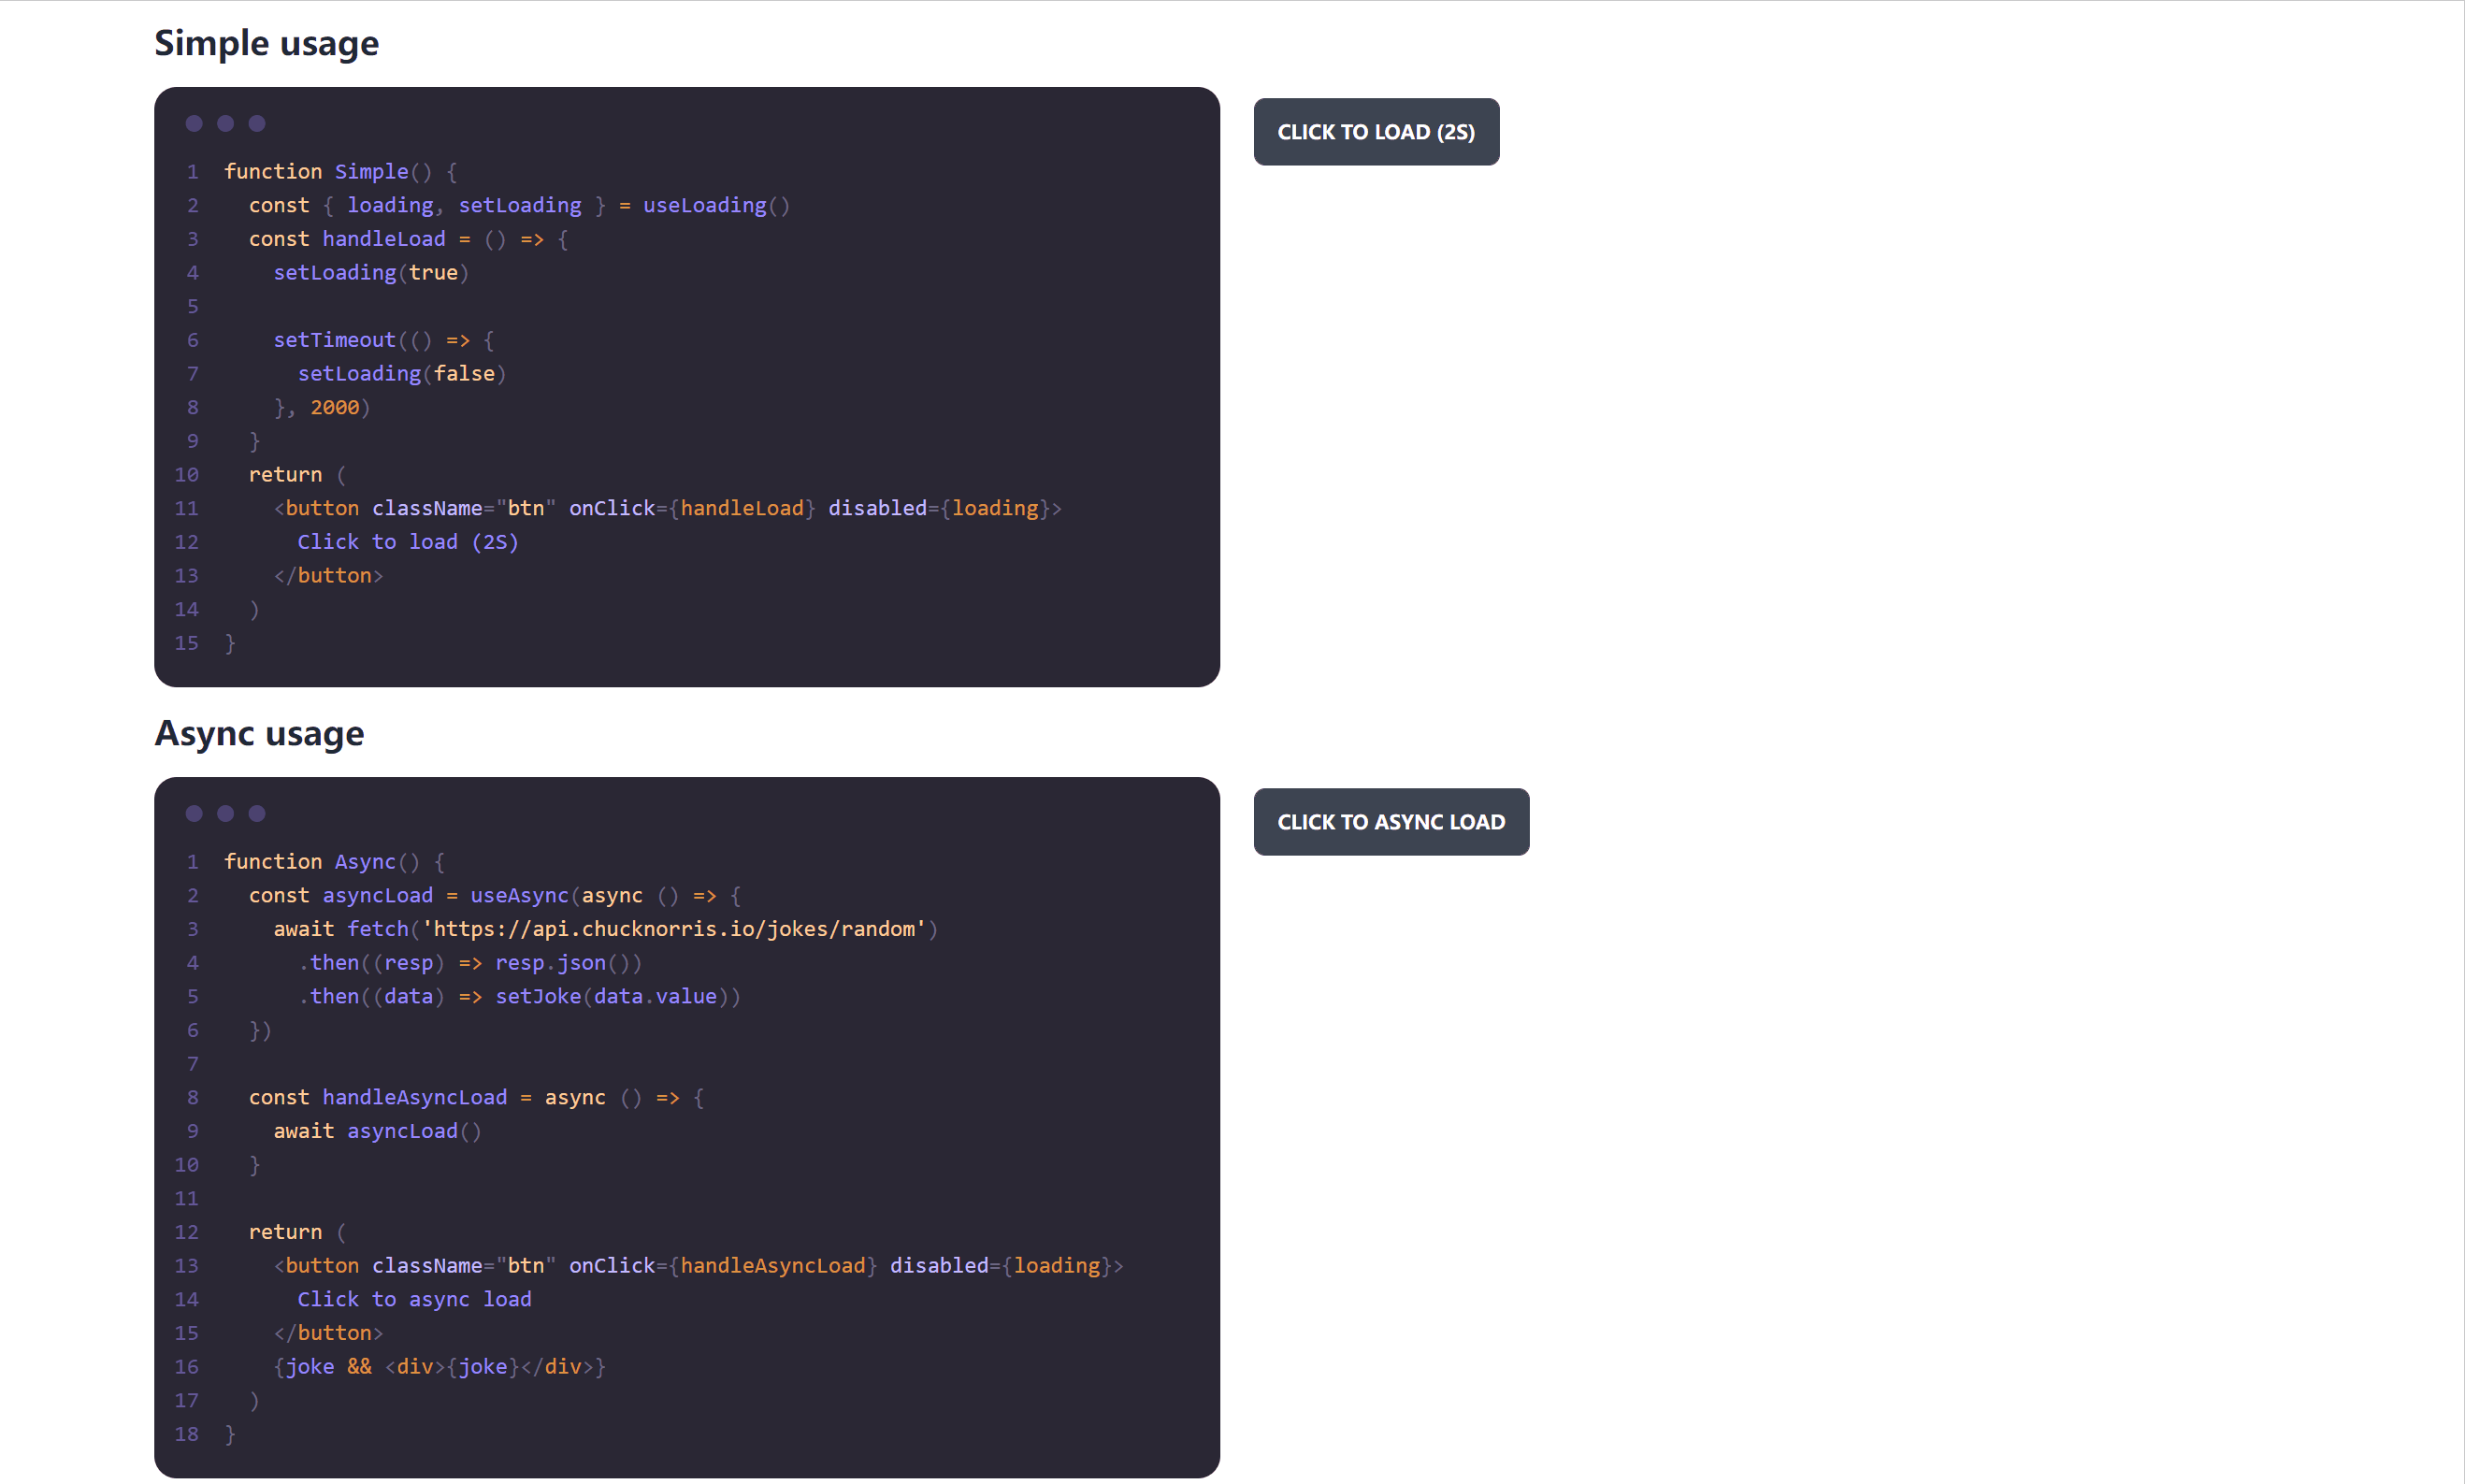 Simple usage
1 function Simple() {
2   const { loading, setLoading } = useLoading()
3   const handleLoad = () => {
4     setLoading(true)
5
6     setTimeout(() => {
7       setLoading(false)
8     }, 2000)
9   }
10   return (
11     <button className="btn" onClick={handleLoad} disabled={loading}>
12       Click to load (2S)
13     </button>
14   )
15 }
CLICK TO LOAD (2S)
Async usage
1 function Async() {
2   const asyncLoad = useAsync(async () => {
3     await fetch('https://api.chucknorris.io/jokes/random')
4       .then((resp) => resp.json())
5       .then((data) => setJoke(data.value))
6   })
7
8   const handleAsyncLoad = async () => {
9     await asyncLoad()
10   }
11
12   return (
13     <button className="btn" onClick={handleAsyncLoad} disabled={loading}>
14       Click to async load
15     </button>
16     {joke && <div>{joke}</div>}
17   )
18 }
CLICK TO ASYNC LOAD